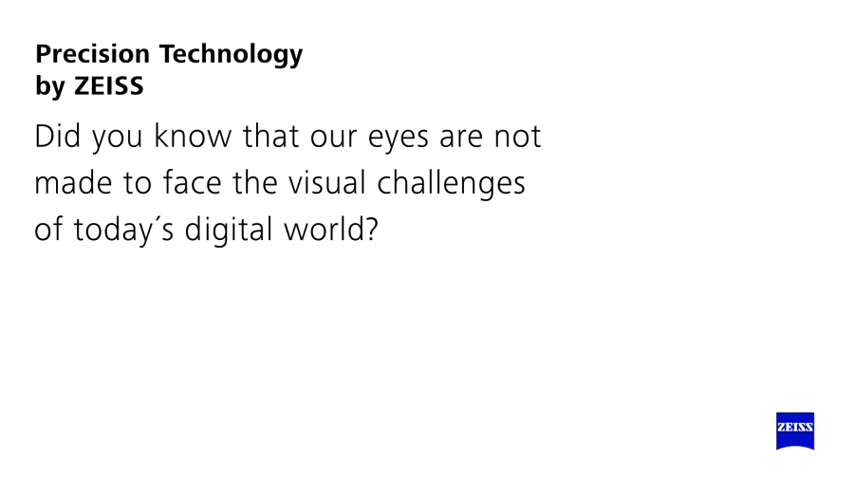 Precision Technology
by ZEISS
Did you know that our eyes are not
made to face the visual challenges
of today´s digital world?
ZEISS